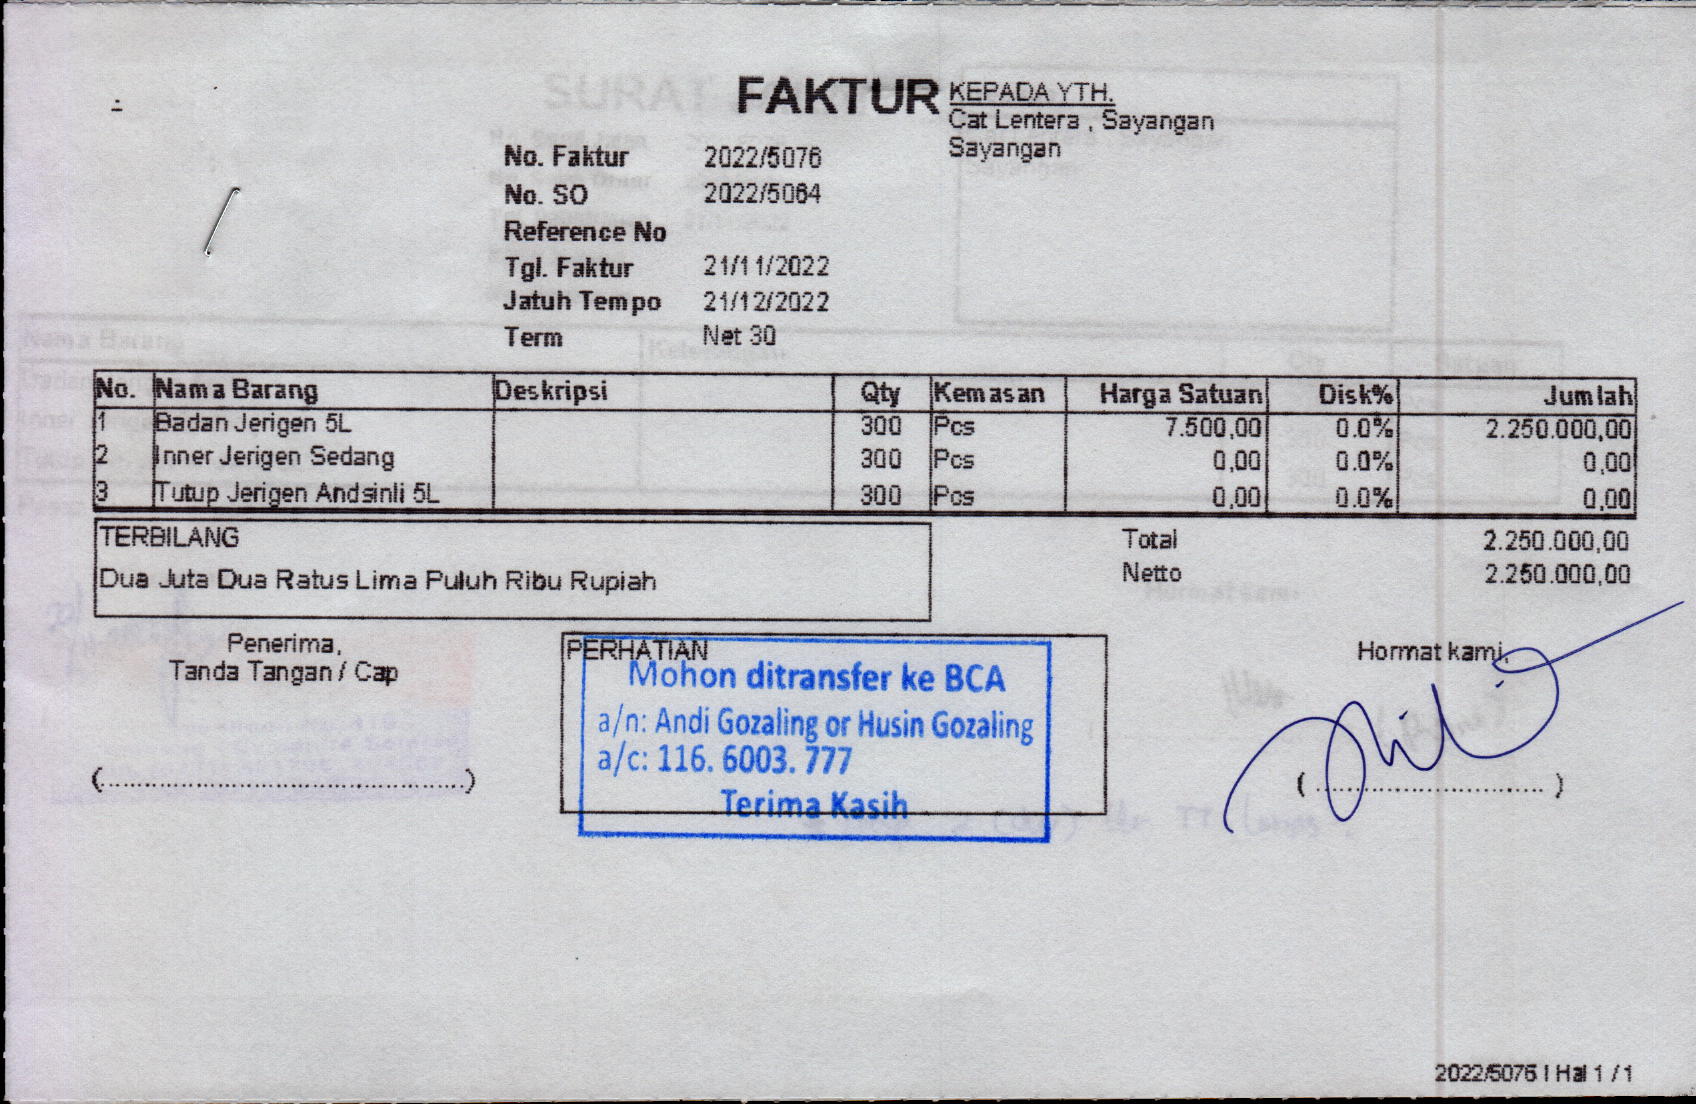 FAKTUR
KEPADA YTH.
Cat Lentera , Sayangan
Sayangan
No. Faktur 2022/5076
No. SO 2022/5064
Reference No
Tgl. Faktur 21/11/2022
Jatuh Tempo 21/12/2022
Term Net 30
No. Nama Barang Deskripsi Qty Kemasan Harga Satuan Disk% Jumlah
1 Badan Jerigen 5L 300 Pcs 7.500,00 0.0% 2.250.000,00
2 Inner Jerigen Sedang 300 Pcs 0,00 0.0% 0,00
3 Tutup Jerigen Andsinli 5L 300 Pcs 0,00 0.0% 0,00
TERBILANG
Dua Juta Dua Ratus Lima Puluh Ribu Rupiah
Total 2.250.000,00
Netto 2.250.000,00
Penerima,
Tanda Tangan / Cap
(..........................................)
PERHATIAN
Mohon ditransfer ke BCA
a/n: Andi Gozaling or Husin Gozaling
a/c: 116. 6003. 777
Terima Kasih
Hormat kami,
(..........................)
2022/5076 | Hal 1 / 1